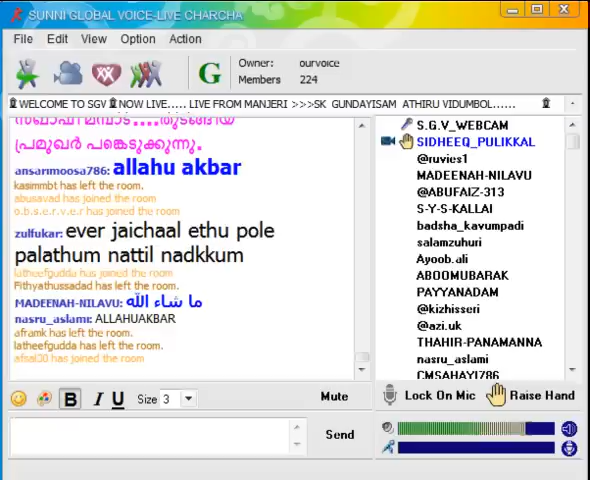 SUNNI GLOBAL VOICE-LIVE CHARCHA
File Edit View Option Action
G
Owner: ourvoice
Members 224
WELCOME TO SGV NOW LIVE..... LIVE FROM MANJERI >>>SK GUNDAYISAM ATHIRU VIDUMBOL......
പ്രമുഖർ പങ്കെടുക്കുന്നു.
ansarimoosa786: allahu akbar
kasimmbt has left the room.
abusavad has joined the room
o.b.s.e.r.v.e.r has joined the room
zulfukar: ever jaichaal ethu pole
palathum nattil nadkkum
latheefgudda has joined the room
Fithyathussadad has left the room.
MADEENAH-NILAVU: ما شاء الله
nasru_aslami: ALLAHUAKBAR
aframk has left the room.
latheefgudda has left the room.
afsal30 has joined the room
S.G.V_WEBCAM
SIDHEEQ_PULIKKAL
@ruvies1
MADEENAH-NILAVU
@ABUFAIZ-313
S-Y-S-KALLAI
badsha_kavumpadi
salamzuhuri
Ayoob.ali
ABOOMUBARAK
PAYYANADAM
@kizhisseri
@azi.uk
THAHIR-PANAMANNA
nasru_aslami
CMSAHAYI786
B I U Size 3 Mute
Lock On Mic Raise Hand
Send